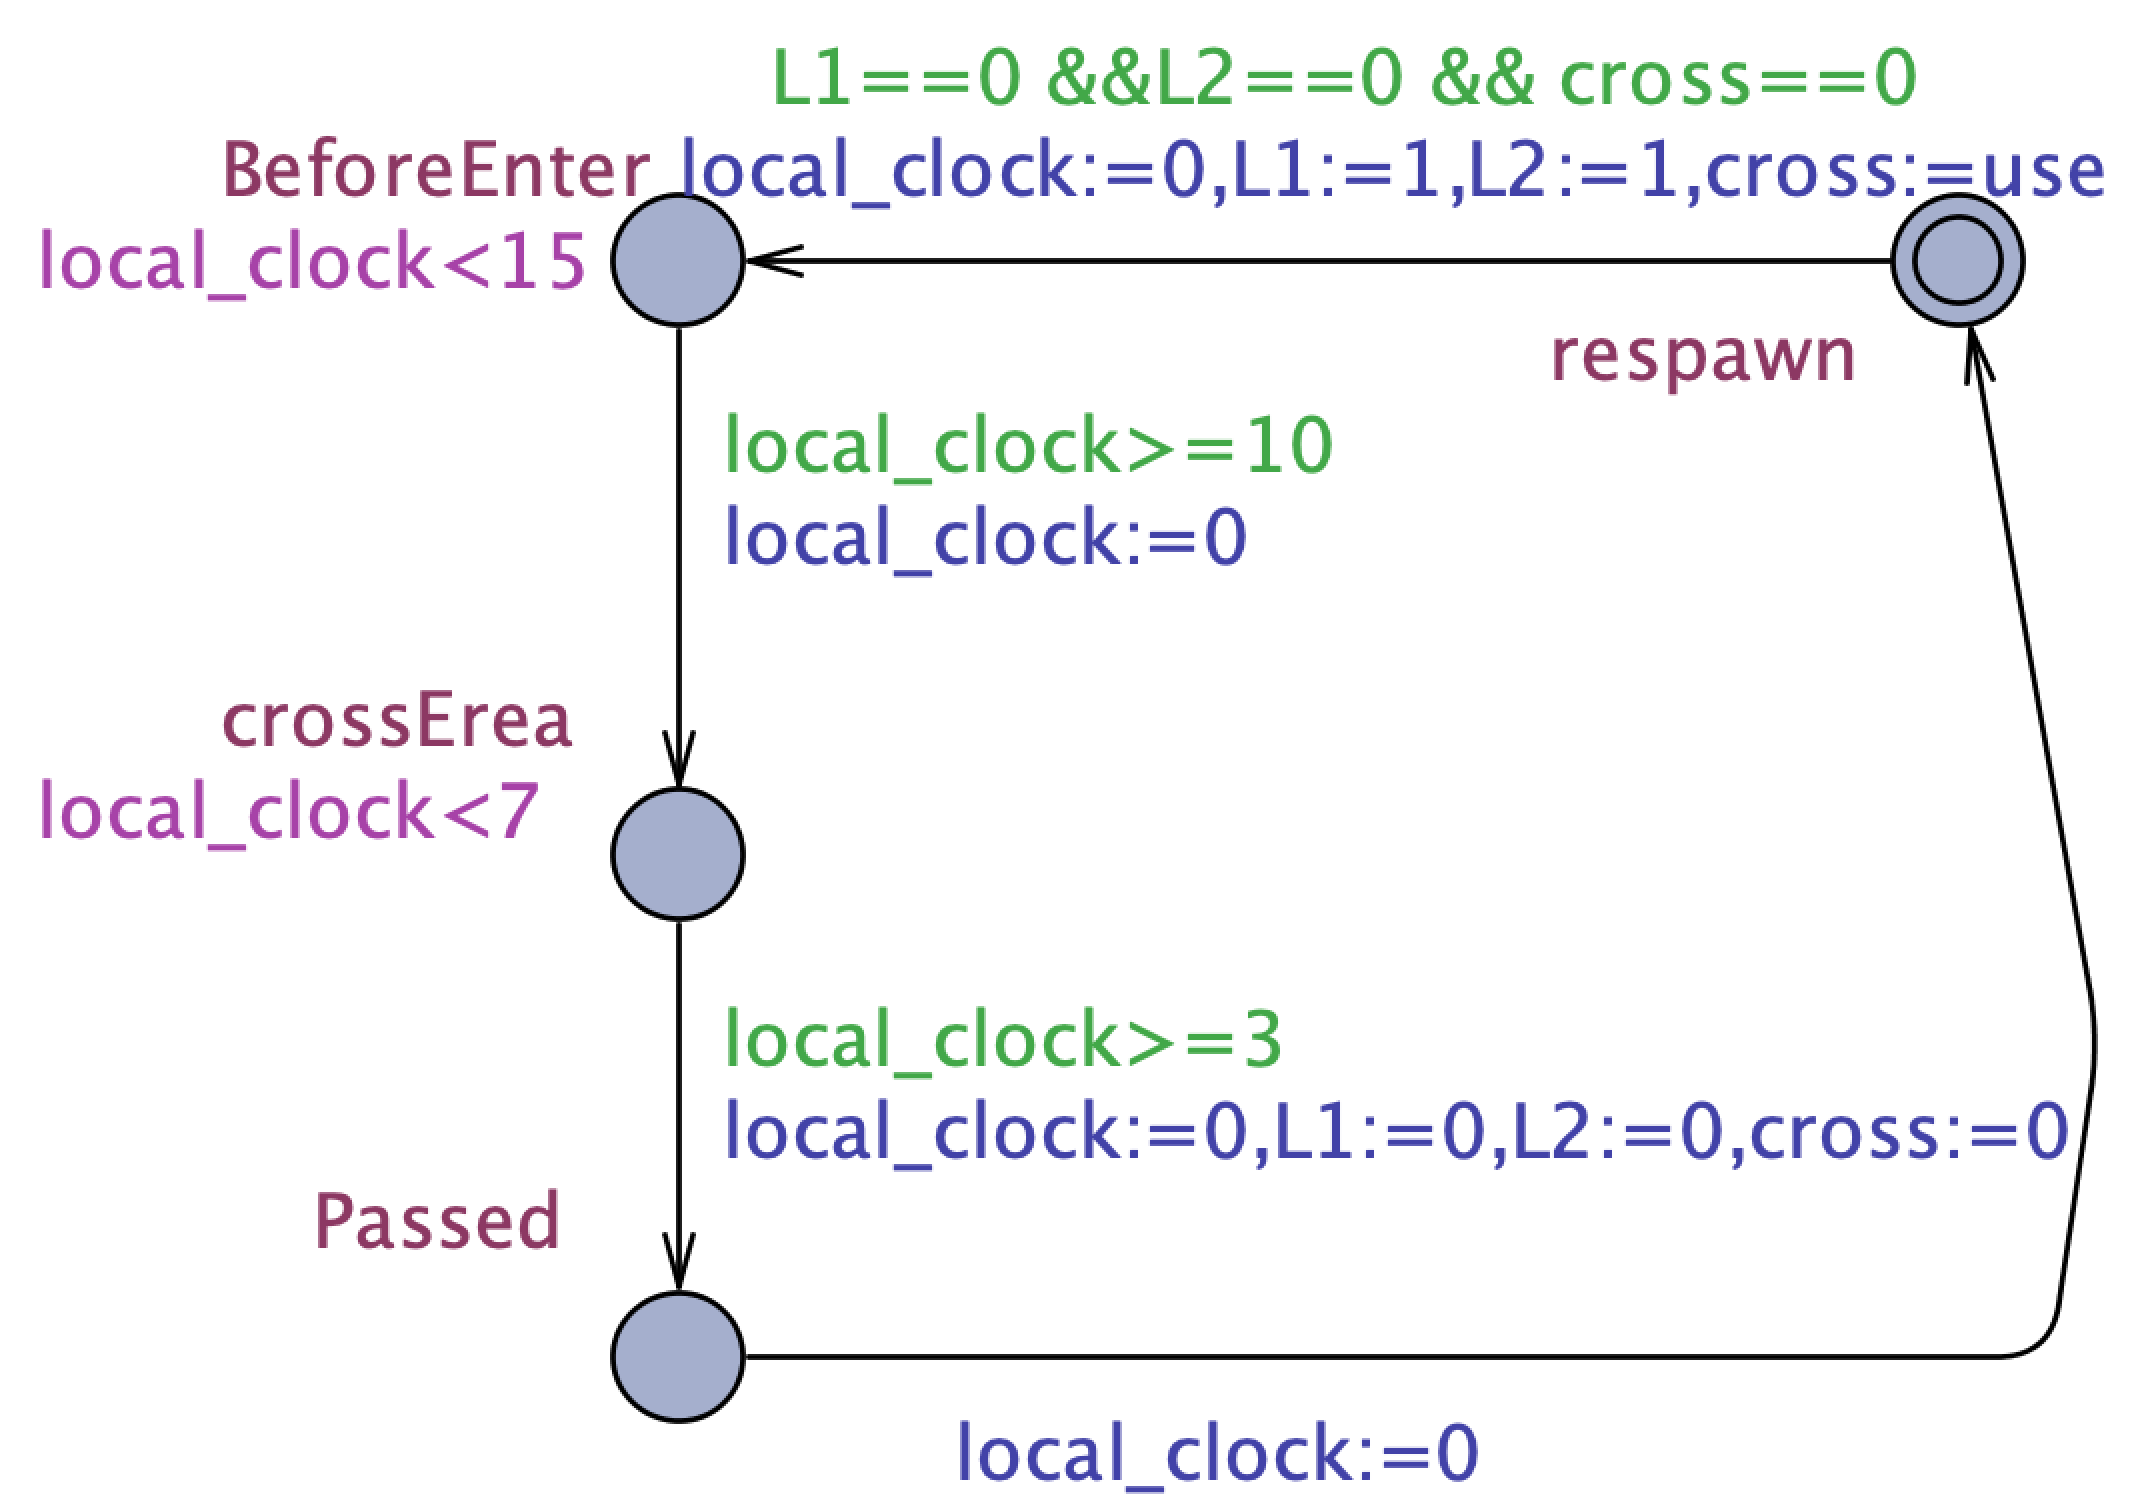 L1==0 &&L2==0 && cross==0
BeforeEnter local_clock:=0,L1:=1,L2:=1,cross:=use
local_clock<15
respawn
local_clock>=10
local_clock:=0
crossErea
local_clock<7
local_clock>=3
local_clock:=0,L1:=0,L2:=0,cross:=0
Passed
local_clock:=0